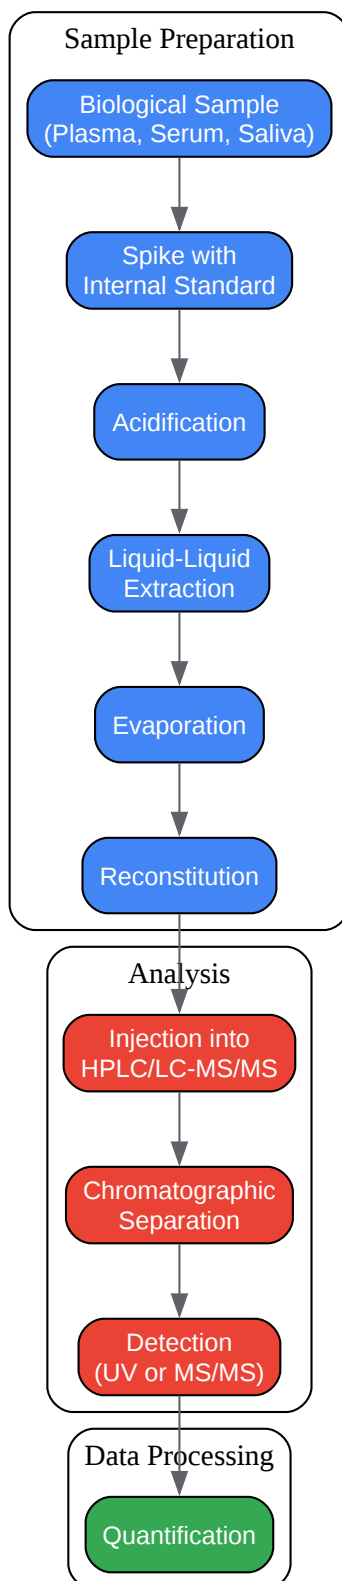 Sample Preparation
Biological Sample
(Plasma, Serum, Saliva)
Spike with
Internal Standard
Acidification
Liquid-Liquid
Extraction
Evaporation
Reconstitution
Analysis
Injection into
HPLC/LC-MS/MS
Chromatographic
Separation
Detection
(UV or MS/MS)
Data Processing
Quantification